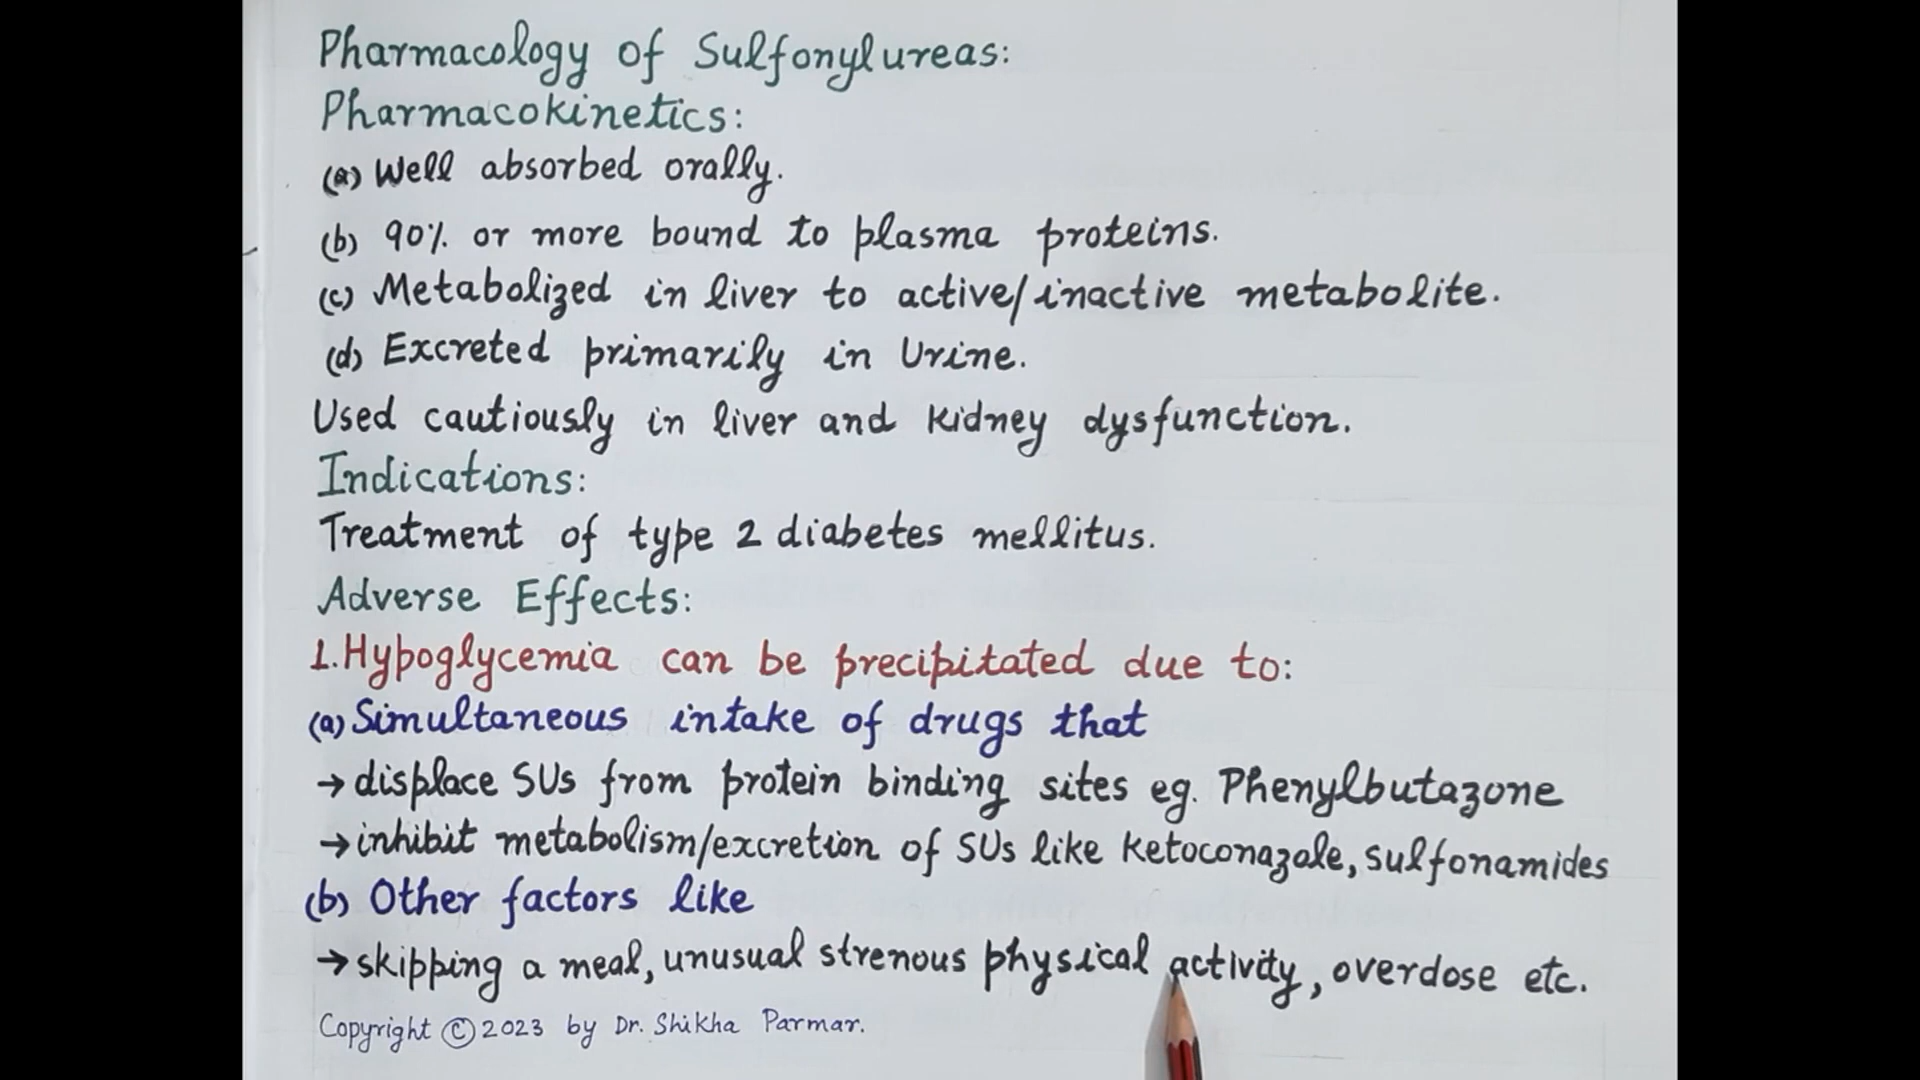 Pharmacology of Sulfonylureas:
Pharmacokinetics:
(a) Well absorbed orally.
(b) 90% or more bound to plasma proteins.
(c) Metabolized in liver to active/inactive metabolite.
(d) Excreted primarily in Urine.
Used cautiously in liver and kidney dysfunction.
Indications:
Treatment of type 2 diabetes mellitus.
Adverse Effects:
1. Hypoglycemia can be precipitated due to:
(a) Simultaneous intake of drugs that
→ displace SUs from protein binding sites eg. Phenylbutazone
→ inhibit metabolism/excretion of SUs like Ketoconazole, sulfonamides
(b) Other factors like
→ skipping a meal, unusual strenous physical activity, overdose etc.
Copyright © 2023 by Dr. Shikha Parmar.